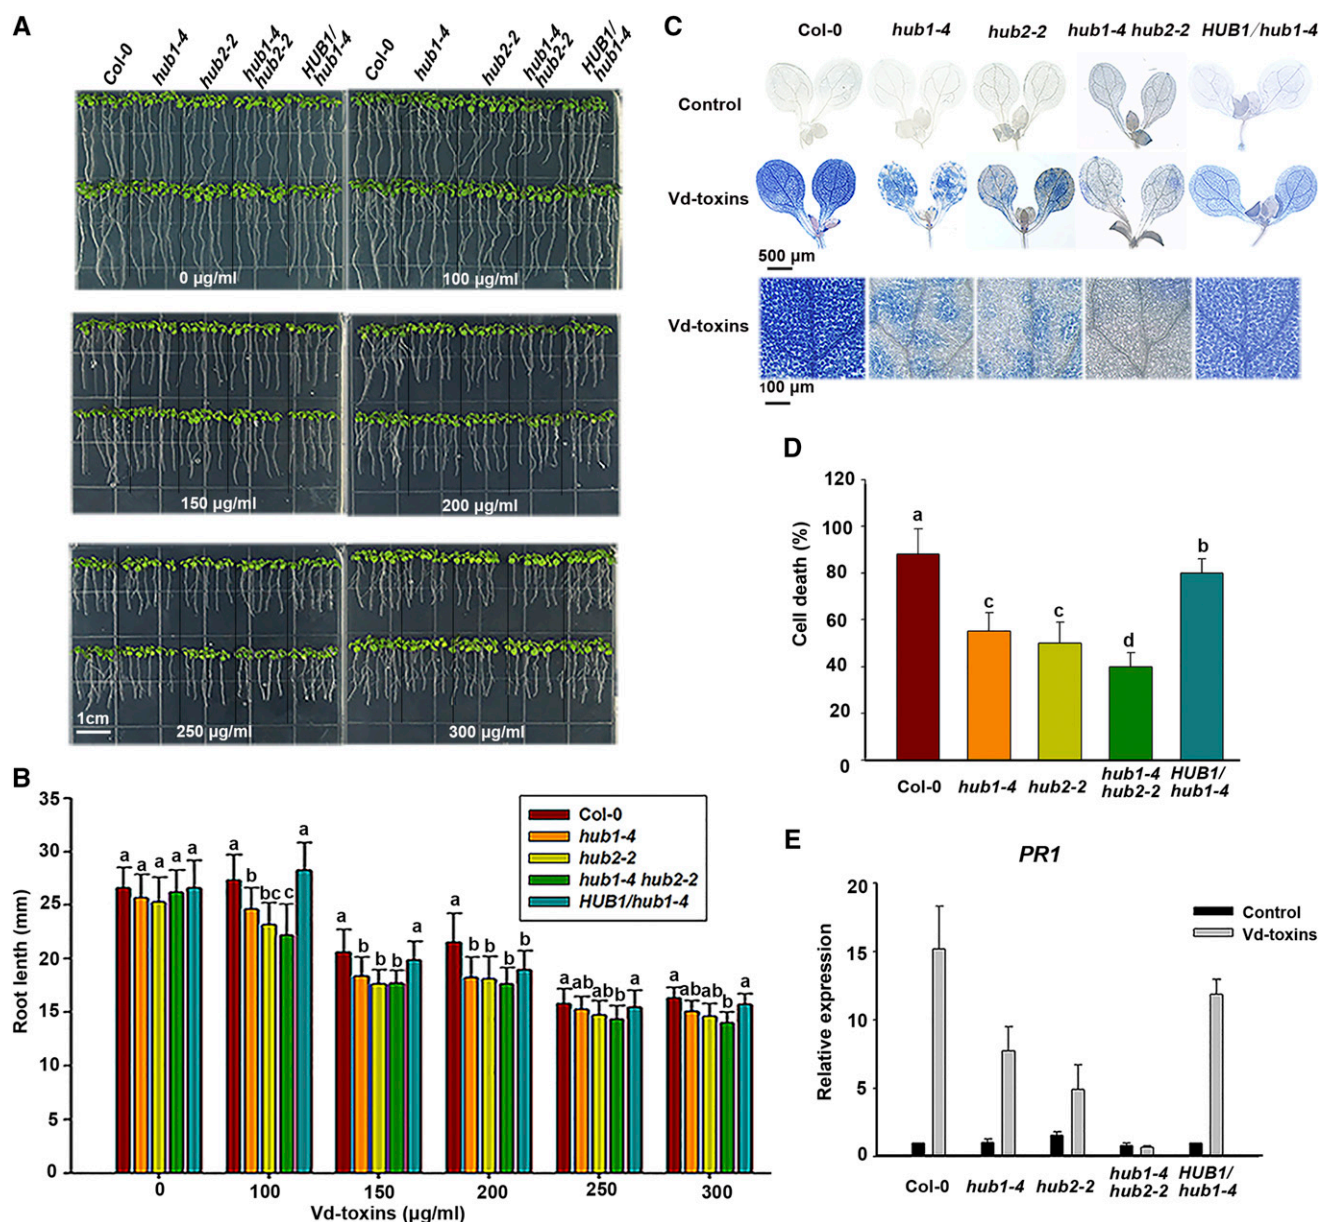 A
Col-0 hub1-4 hub2-2 hub1-4 hub2-2 HUB1/ hub1-4 Col-0 hub1-4 hub2-2 hub1-4 hub2-2 HUB1/ hub1-4
0 µg/ml 100 µg/ml
150 µg/ml 200 µg/ml
250 µg/ml 300 µg/ml
1cm
B
Root lenth (mm)
35
30
25
20
15
10
5
0
a a a a a
a b bc c a
a b b b a
a b b b b
a ab ab b a
a ab ab b a
Col-0
hub1-4
hub2-2
hub1-4 hub2-2
HUB1/hub1-4
0 100 150 200 250 300
Vd-toxins (µg/ml)
C
Col-0 hub1-4 hub2-2 hub1-4 hub2-2 HUB1/hub1-4
Control
Vd-toxins
500 µm
Vd-toxins
100 µm
D
Cell death (%)
120
100
80
60
40
20
0
a c c d b
Col-0 hub1-4 hub2-2 hub1-4 HUB1/
hub2-2 hub1-4
E
PR1
Relative expression
20
15
10
5
0
Control
Vd-toxins
Col-0 hub1-4 hub2-2 hub1-4 HUB1/
hub2-2 hub1-4